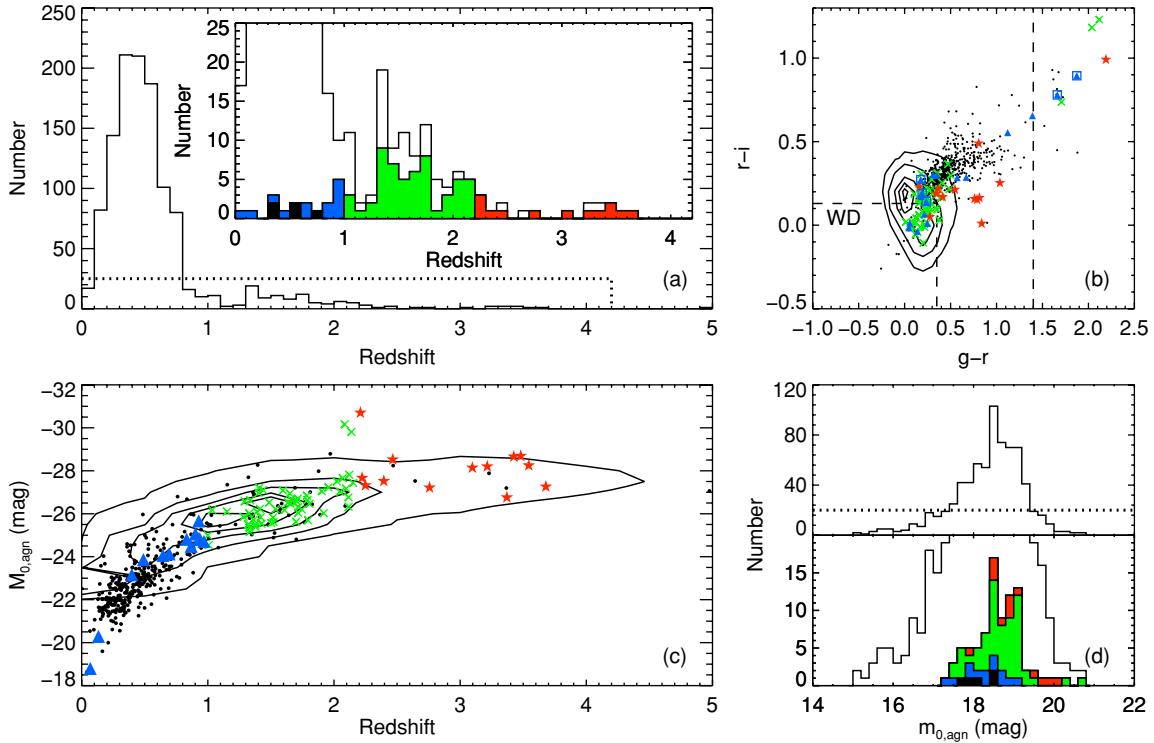 250
200
150
100
50
0
Number
25
20
15
10
5
0
Number
0 1 2 3 4
Redshift
(a)
0 1 2 3 4 5
Redshift
1.0
0.5
0.0
−0.5
r−i
WD
(b)
−1.0 −0.5 0.0 0.5 1.0 1.5 2.0 2.5
g−r
−32
−30
−28
−26
−24
−22
−20
−18
M0,agn (mag)
(c)
0 1 2 3 4 5
Redshift
120
80
40
0
Number
15
10
5
0
(d)
14 16 18 20 22
m0,agn (mag)